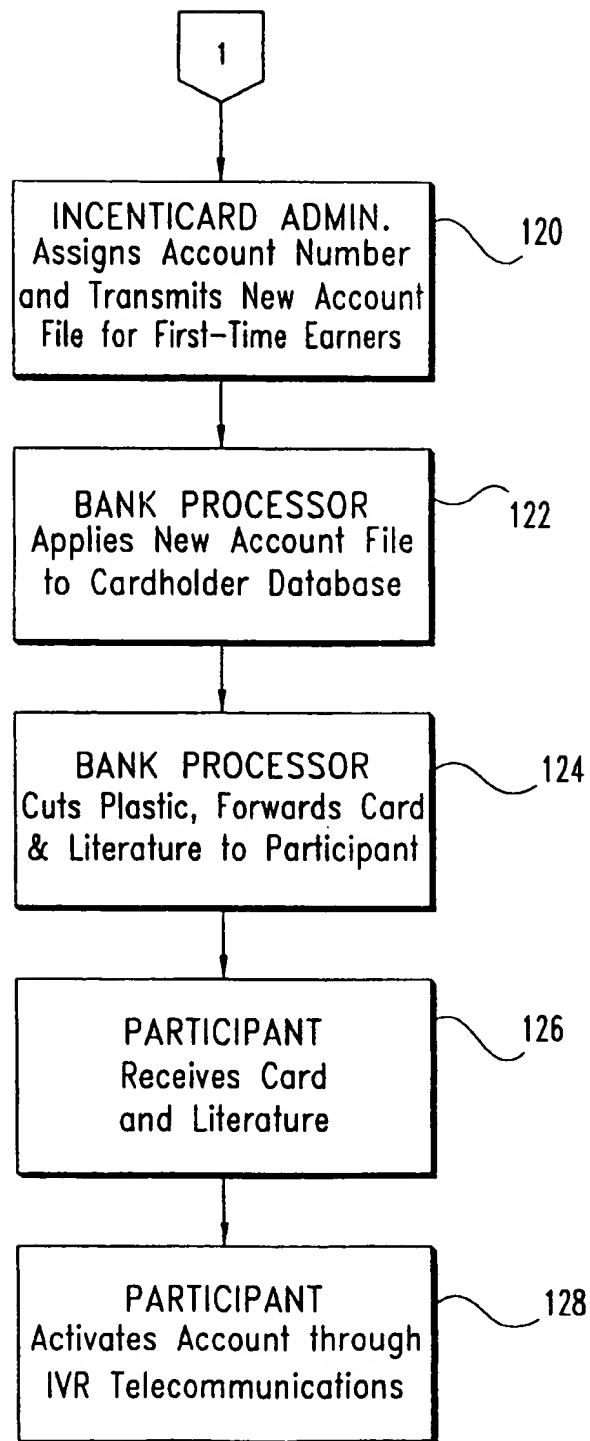 1
INCENTICARD ADMIN.
Assigns Account Number
and Transmits New Account
File for First-Time Earners
120
BANK PROCESSOR
Applies New Account File
to Cardholder Database
122
BANK PROCESSOR
Cuts Plastic, Forwards Card
& Literature to Participant
124
PARTICIPANT
Receives Card
and Literature
126
PARTICIPANT
Activates Account through
IVR Telecommunications
128